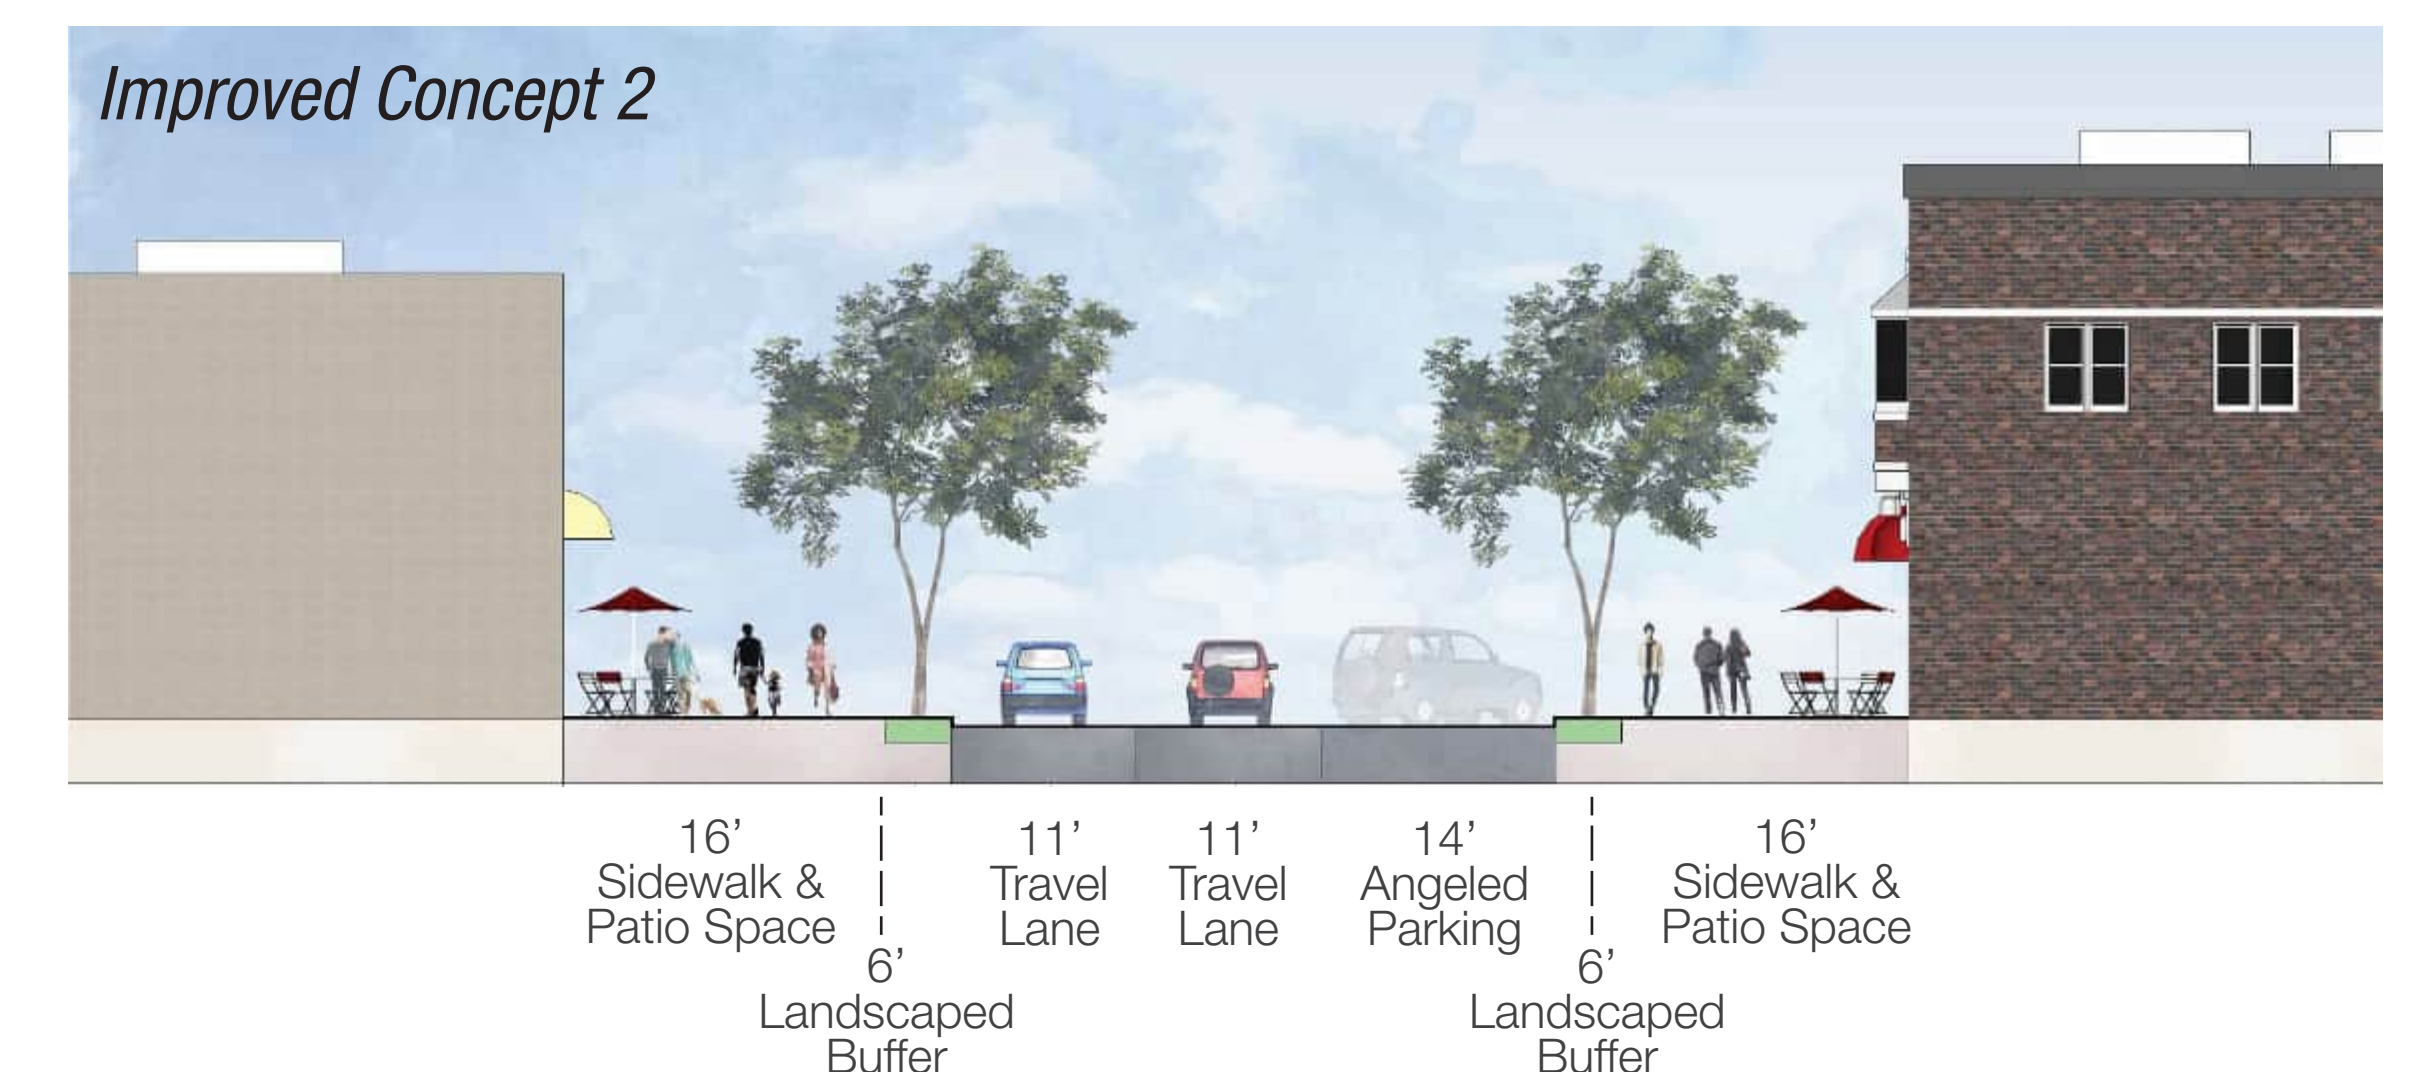 Improved Concept 2
16’
Sidewalk &
Patio Space
6’
Landscaped
Buffer
11’
Travel
Lane
11’
Travel
Lane
14’
Angeled
Parking
6’
Landscaped
Buffer
16’
Sidewalk &
Patio Space